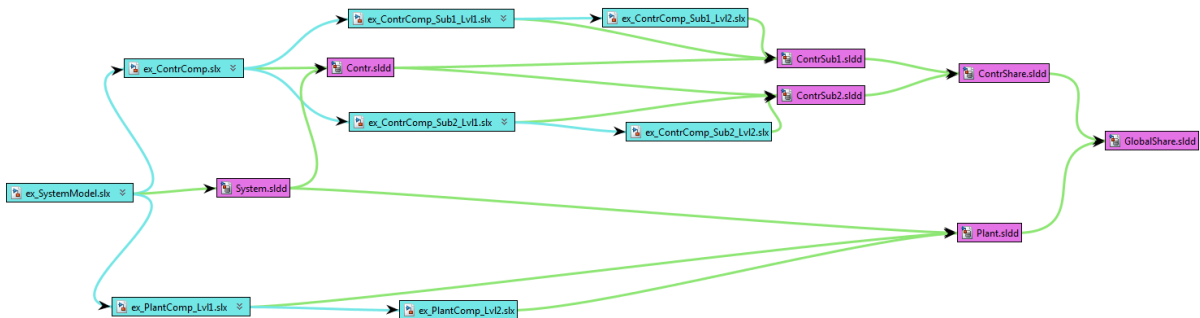 ex_ContrComp_Sub1_Lvl1.slx
ex_ContrComp_Sub1_Lvl2.slx
ex_ContrComp.slx
Contr.sldd
ContrSub1.sldd
ContrShare.sldd
ContrSub2.sldd
ex_ContrComp_Sub2_Lvl1.slx
ex_ContrComp_Sub2_Lvl2.slx
GlobalShare.sldd
ex_SystemModel.slx
System.sldd
Plant.sldd
ex_PlantComp_Lvl1.slx
ex_PlantComp_Lvl2.slx